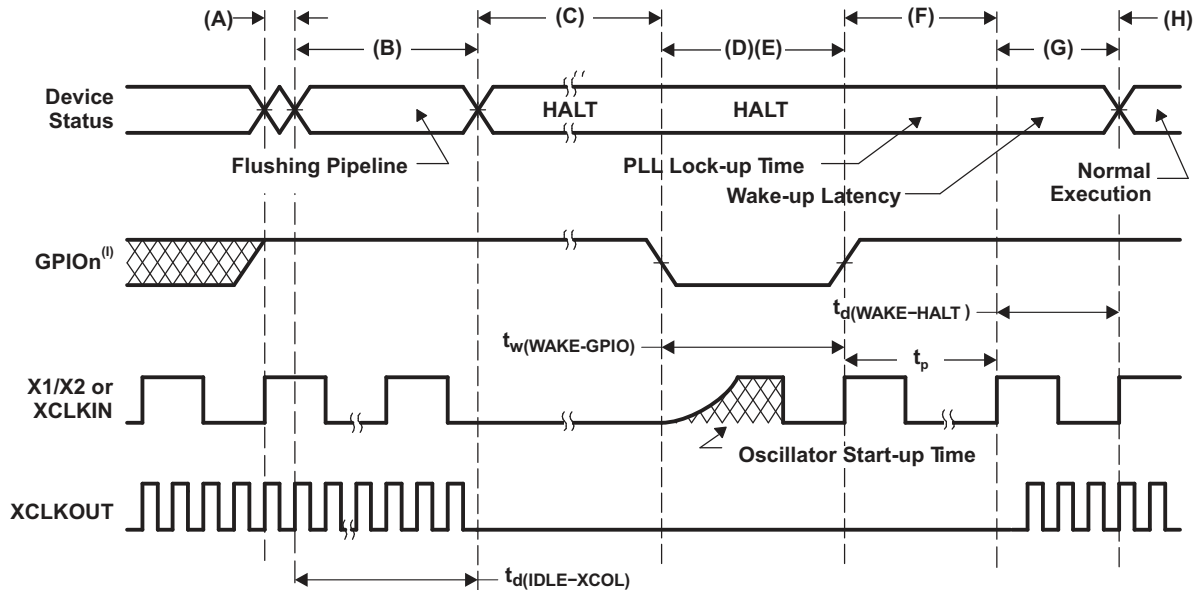 (A)
(C)
(F)
(H)
(B)
(D)(E)
(G)
Device
Status
HALT
HALT
Flushing Pipeline
PLL Lock-up Time
Wake-up Latency
Normal
Execution
GPIOn(I)
td(WAKE−HALT)
tw(WAKE-GPIO)
tp
X1/X2 or
XCLKIN
Oscillator Start-up Time
XCLKOUT
td(IDLE−XCOL)